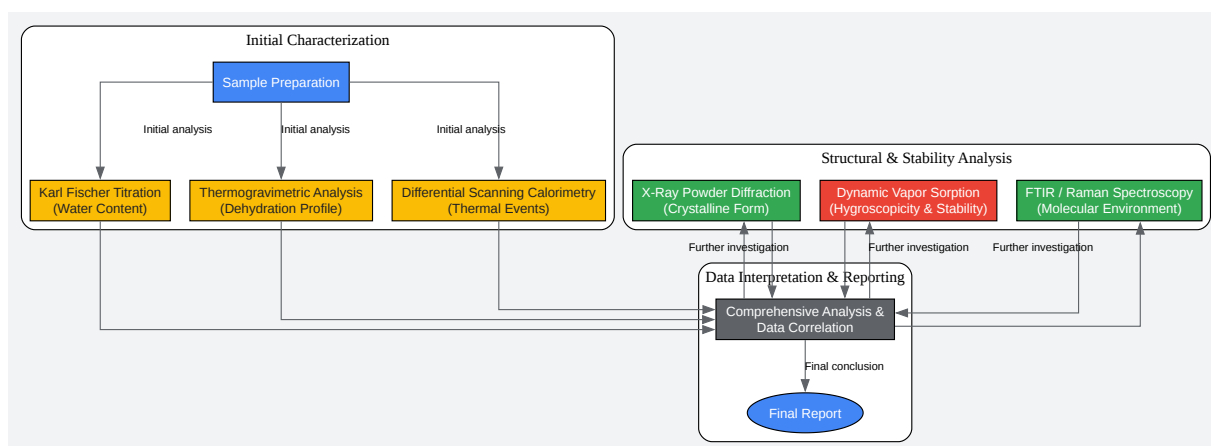 Initial Characterization
Sample Preparation
Initial analysis
Initial analysis
Initial analysis
Karl Fischer Titration
(Water Content)
Thermogravimetric Analysis
(Dehydration Profile)
Differential Scanning Calorimetry
(Thermal Events)
Structural & Stability Analysis
X-Ray Powder Diffraction
(Crystalline Form)
Dynamic Vapor Sorption
(Hygroscopicity & Stability)
FTIR / Raman Spectroscopy
(Molecular Environment)
Further investigation
Further investigation
Further investigation
Data Interpretation & Reporting
Comprehensive Analysis &
Data Correlation
Final conclusion
Final Report